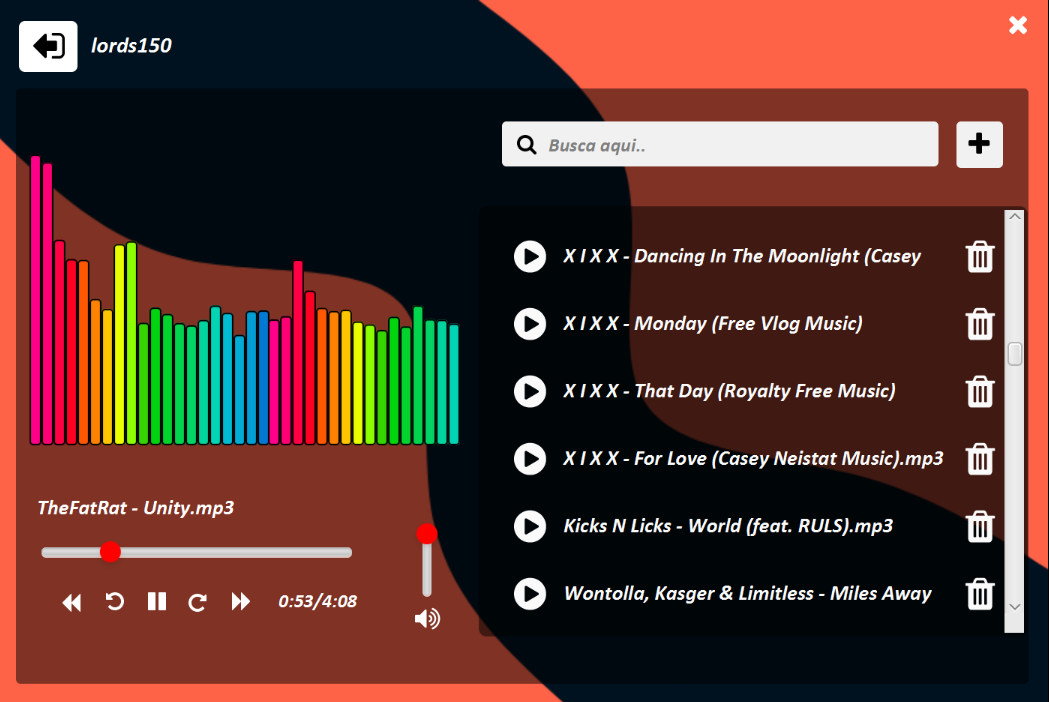 lords150
Busca aqui..
X I X X - Dancing In The Moonlight (Casey
X I X X - Monday (Free Vlog Music)
X I X X - That Day (Royalty Free Music)
X I X X - For Love (Casey Neistat Music).mp3
Kicks N Licks - World (feat. RULS).mp3
Wontolla, Kasger & Limitless - Miles Away
TheFatRat - Unity.mp3
0:53/4:08